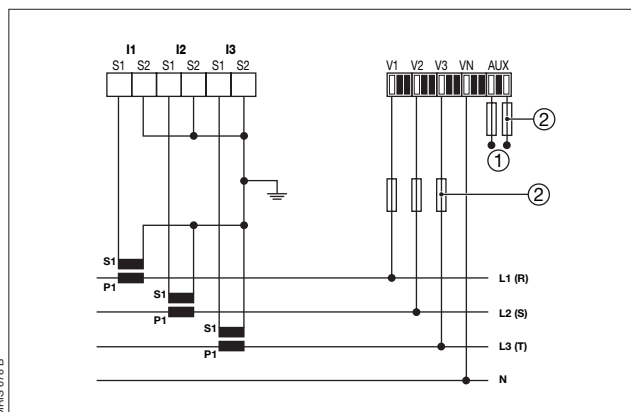 I1 I2 I3
S1 S2 S1 S2 S1 S2
V1 V2 V3 VN AUX
2
1
2
S1
P1
L1 (R)
S1
P1
L2 (S)
S1
P1
L3 (T)
N